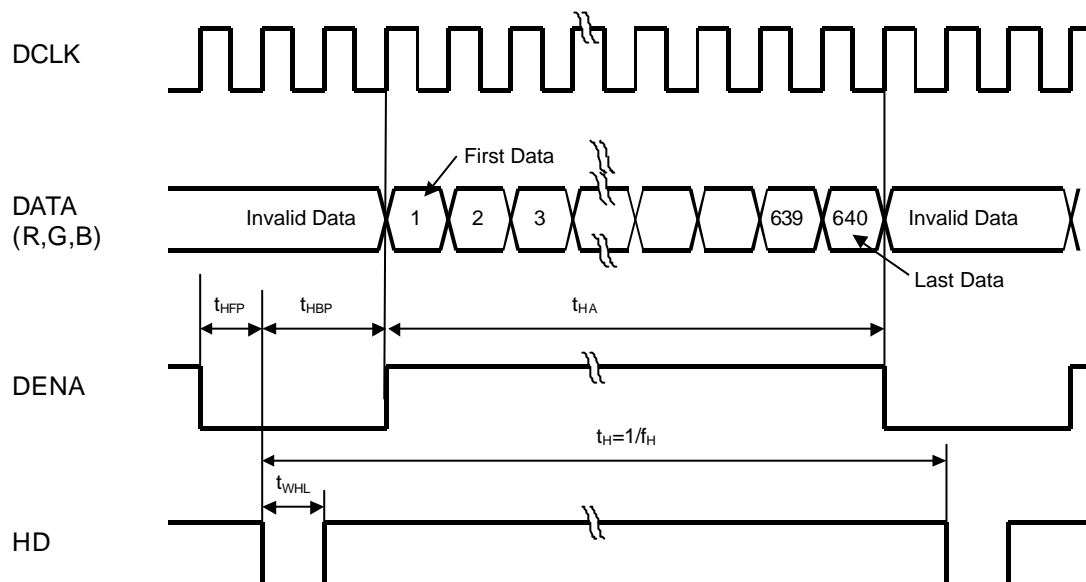 DCLK
First Data
DATA
(R,G,B)
Invalid Data
1
2
3
639
640
Invalid Data
Last Data
tHFP
tHBP
tHA
DENA
tH=1/fH
tWHL
HD